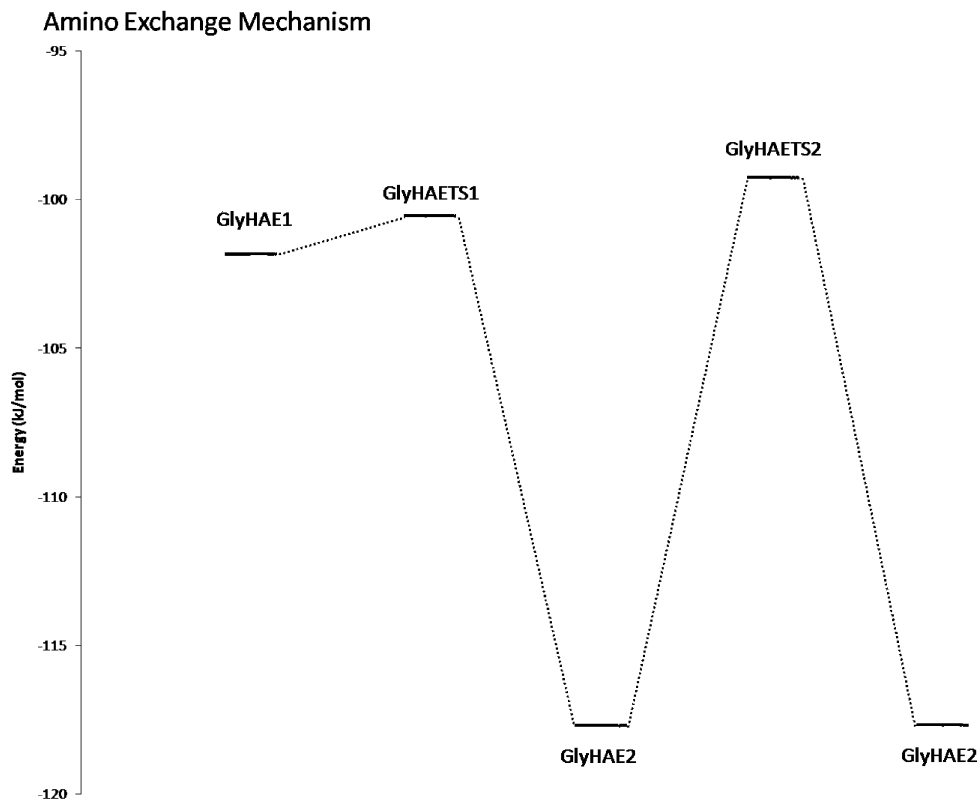 Amino Exchange Mechanism
-95
GlyHAETS2
GlyHAETS1
-100
GlyHAE1
-105
Energy (kJ/mol)
-110
-115
GlyHAE2
GlyHAE2
-120